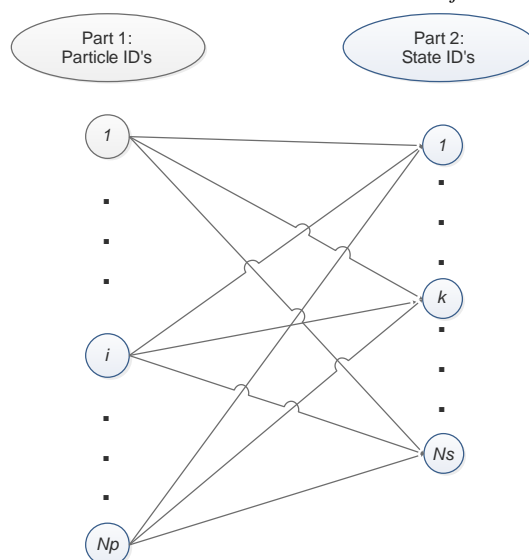 j
Part 1:
Particle ID's
Part 2:
State ID's
1
1
k
i
Ns
Np